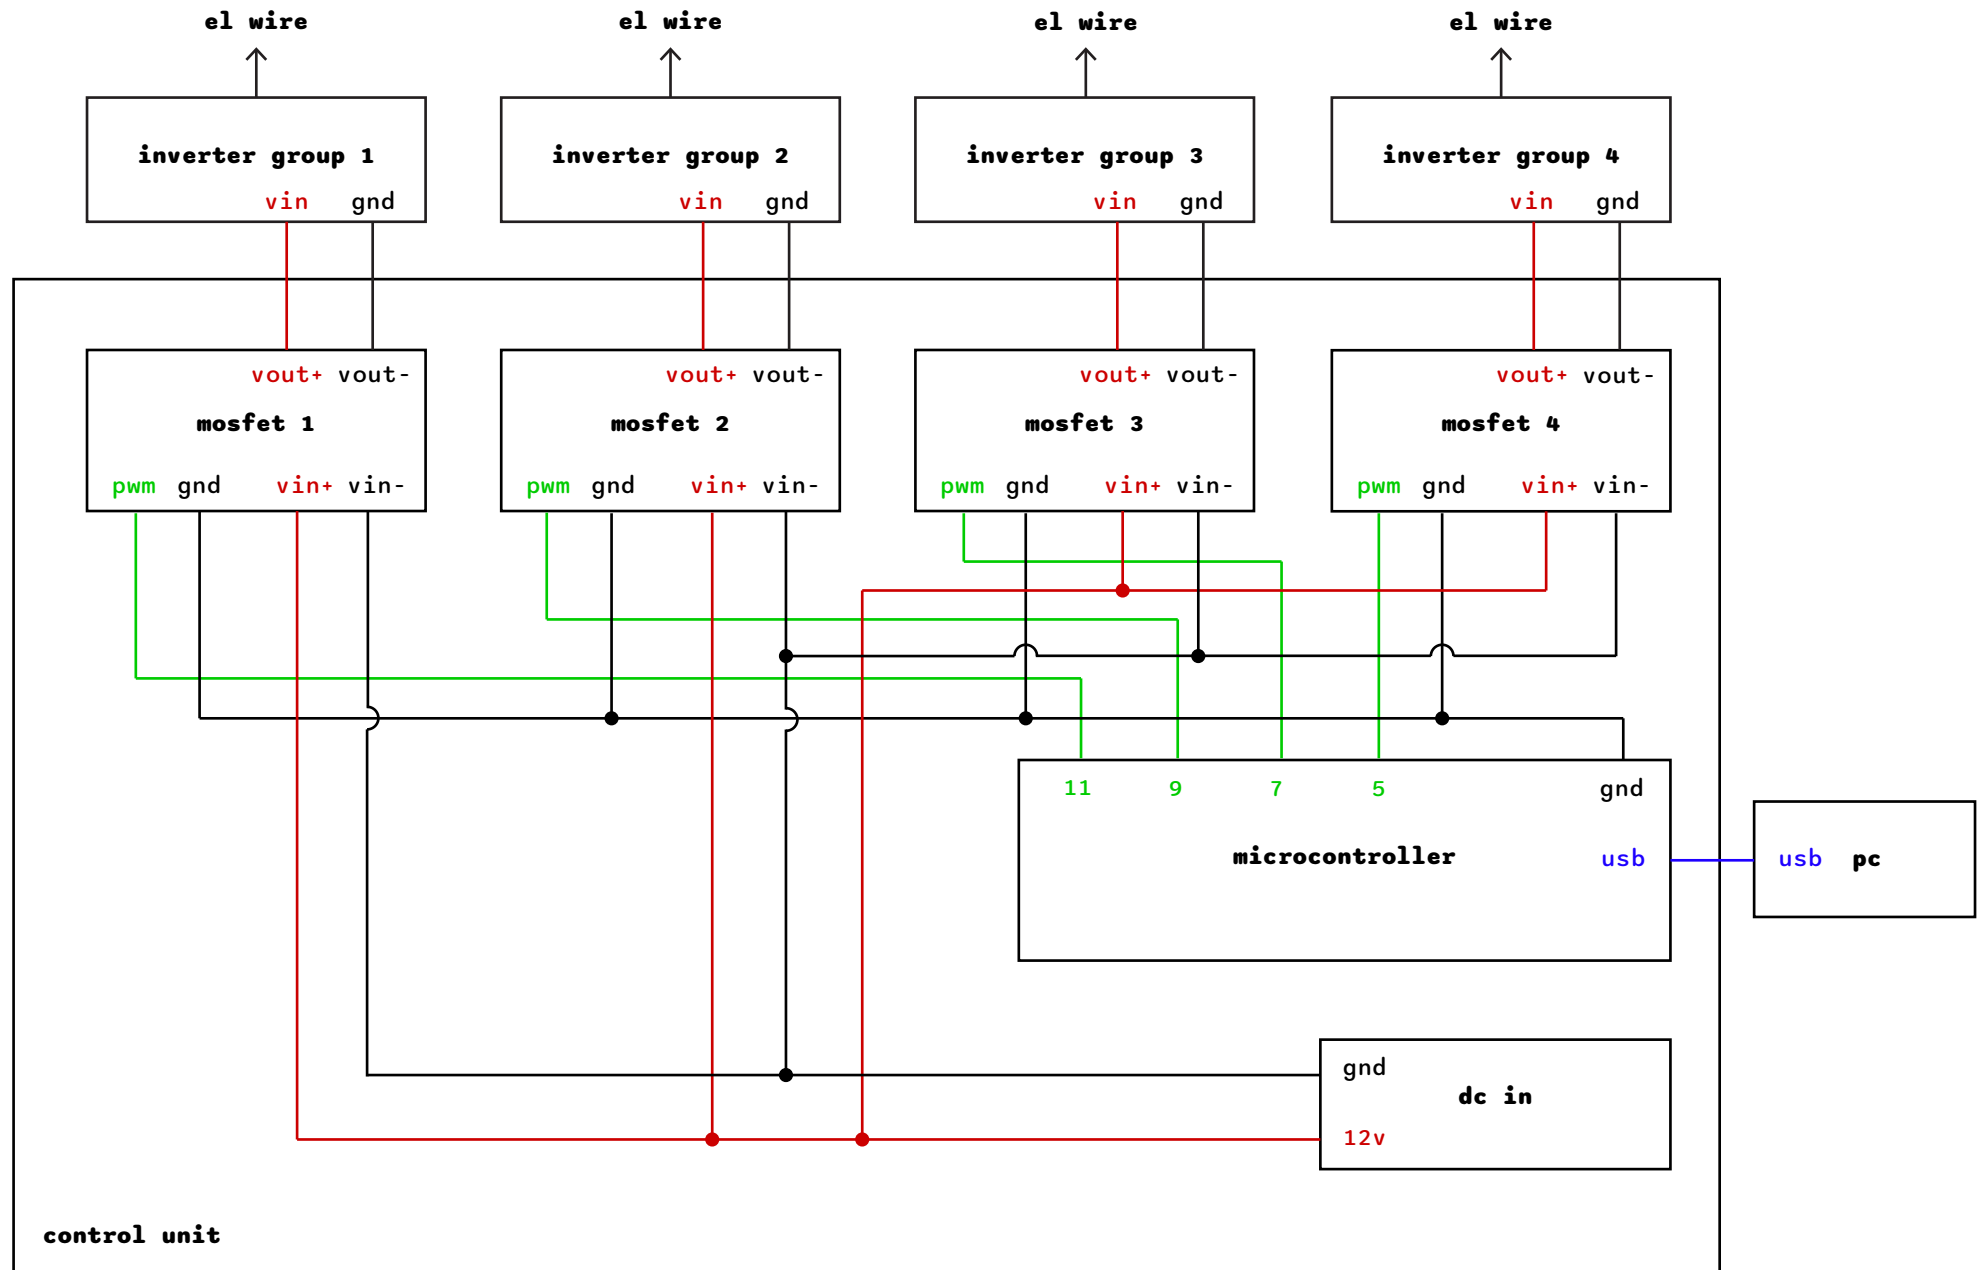 el wire el wire el wire el wire
inverter group 1 inverter group 2 inverter group 3 inverter group 4
vin gnd vin gnd vin gnd vin gnd
vout+ vout- vout+ vout- vout+ vout- vout+ vout-
mosfet 1 mosfet 2 mosfet 3 mosfet 4
pwm gnd vin+ vin- pwm gnd vin+ vin- pwm gnd vin+ vin- pwm gnd vin+ vin-
11 9 7 5 gnd
microcontroller usb usb pc
gnd
dc in
12v
control unit